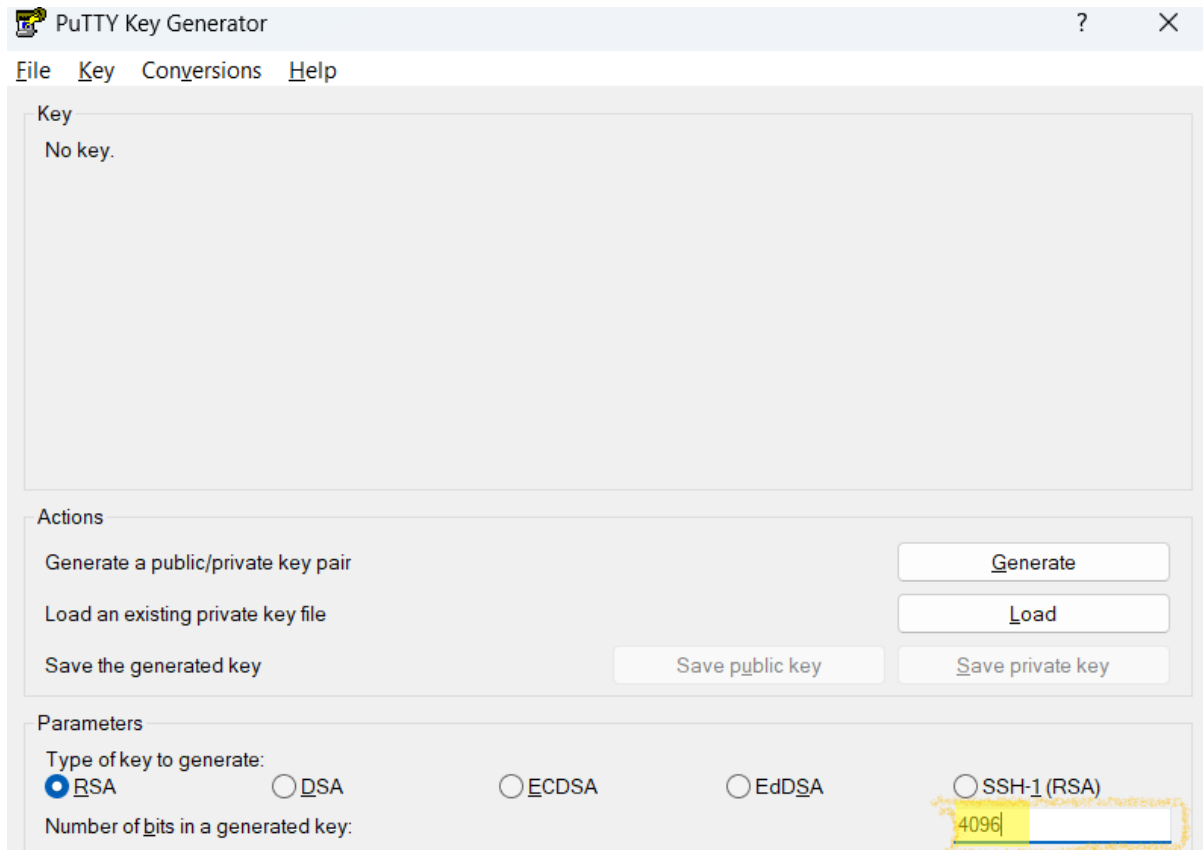 PuTTY Key Generator ?
File Key Conversions Help
Key
No key.
Actions
Generate a public/private key pair Generate
Load an existing private key file Load
Save the generated key Save public key Save private key
Parameters
Type of key to generate:
RSA DSA ECDSA EdDSA SSH-1 (RSA)
Number of bits in a generated key: 4096